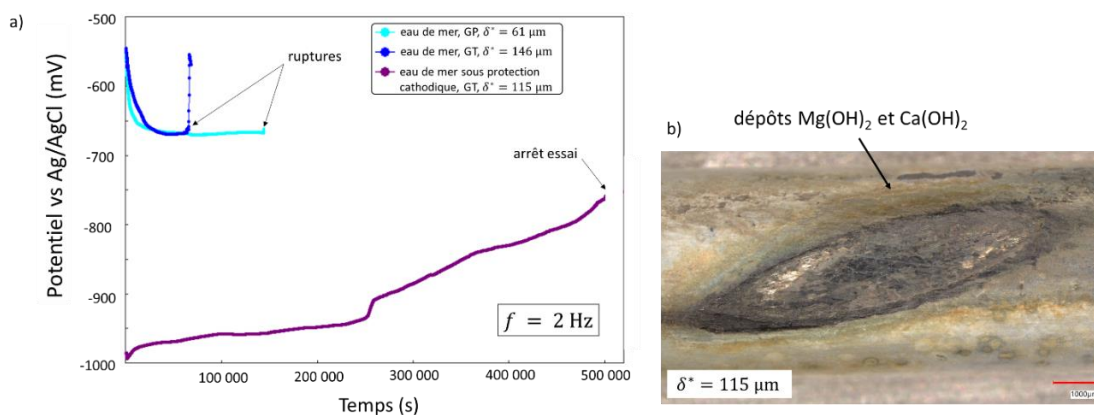 a)
-500
-600
-700
-800
-900
-1000
Potentiel vs Ag/AgCl (mV)
eau de mer, GP, δ* = 61 µm
eau de mer, GT, δ* = 146 µm
eau de mer sous protection
cathodique, GT, δ* = 115 µm
ruptures
arrêt essai
f = 2 Hz
100 000
200 000
300 000
400 000
500 000
Temps (s)
b)
dépôts Mg(OH)₂ et Ca(OH)₂
δ* = 115 µm
1000µm